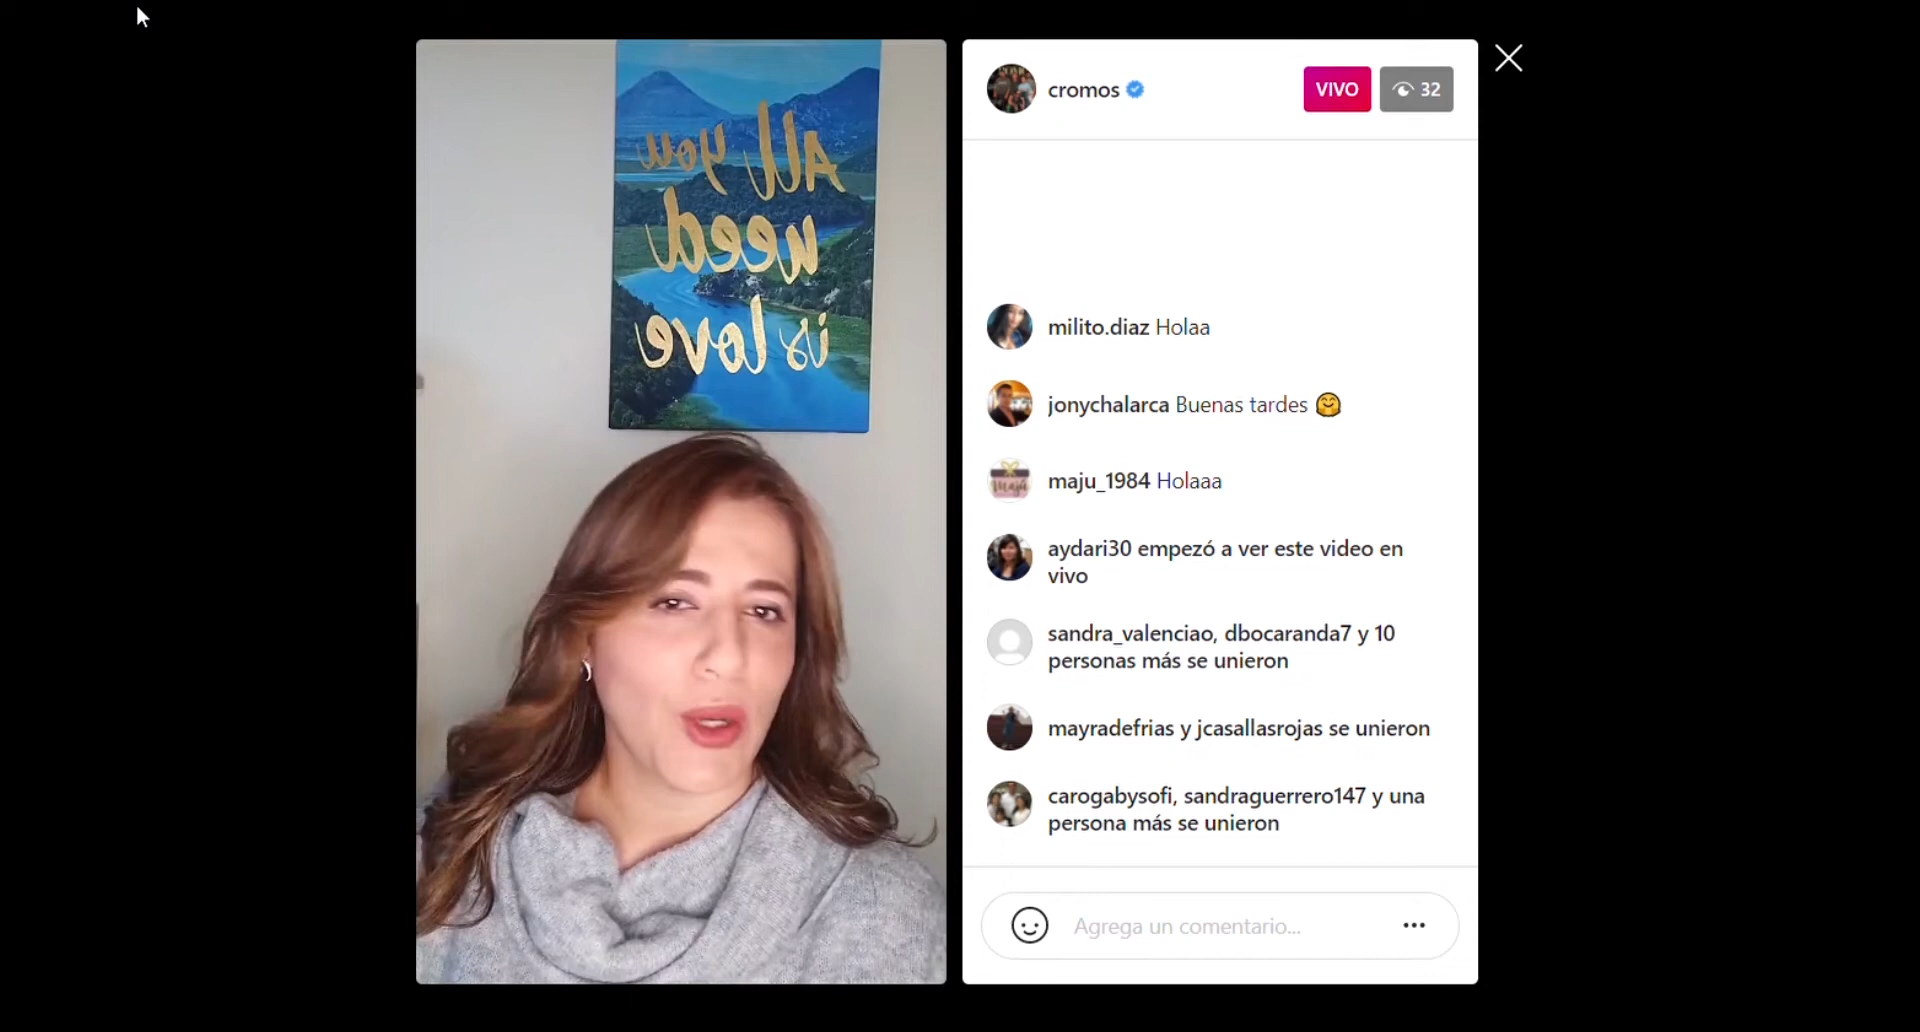 All you
need
is love
cromos
VIVO
32
milito.diaz Holaa
jonychalarca Buenas tardes 🤗
Majú
maju_1984 Holaaa
aydari30 empezó a ver este video en
vivo
sandra_valenciao, dbocaranda7 y 10
personas más se unieron
mayradefrias y jcasallasrojas se unieron
carogabysofi, sandraguerrero147 y una
persona más se unieron
Agrega un comentario...